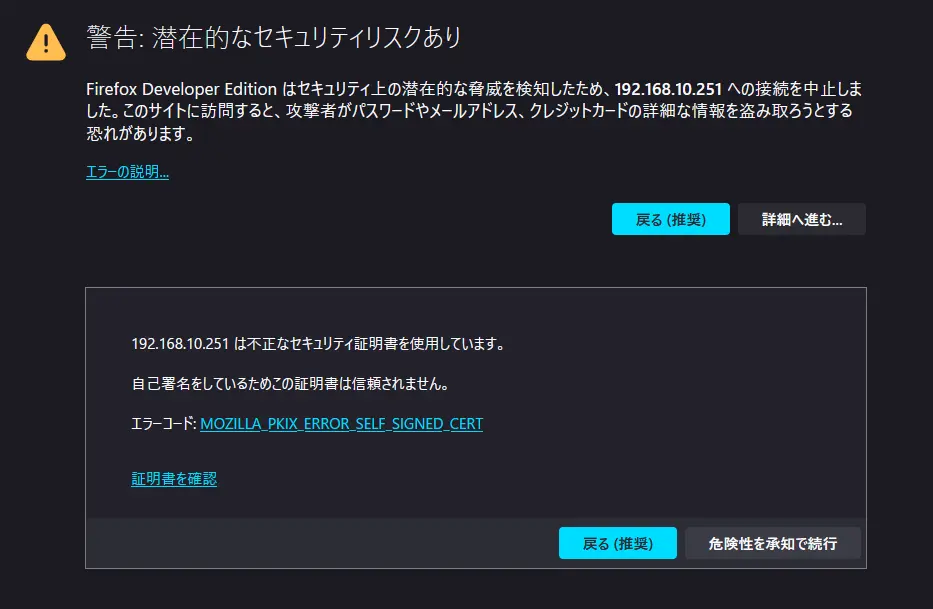 警告: 潜在的なセキュリティリスクあり
Firefox Developer Edition はセキュリティ上の潜在的な脅威を検知したため、192.168.10.251 への接続を中止しま
した。このサイトに訪問すると、攻撃者がパスワードやメールアドレス、クレジットカードの詳細な情報を盗み取ろうとする
恐れがあります。
エラーの説明...
戻る (推奨)
詳細へ進む...
192.168.10.251 は不正なセキュリティ証明書を使用しています。
自己署名をしているためこの証明書は信頼されません。
エラーコード: MOZILLA_PKIX_ERROR_SELF_SIGNED_CERT
証明書を確認
戻る (推奨)
危険性を承知で続行